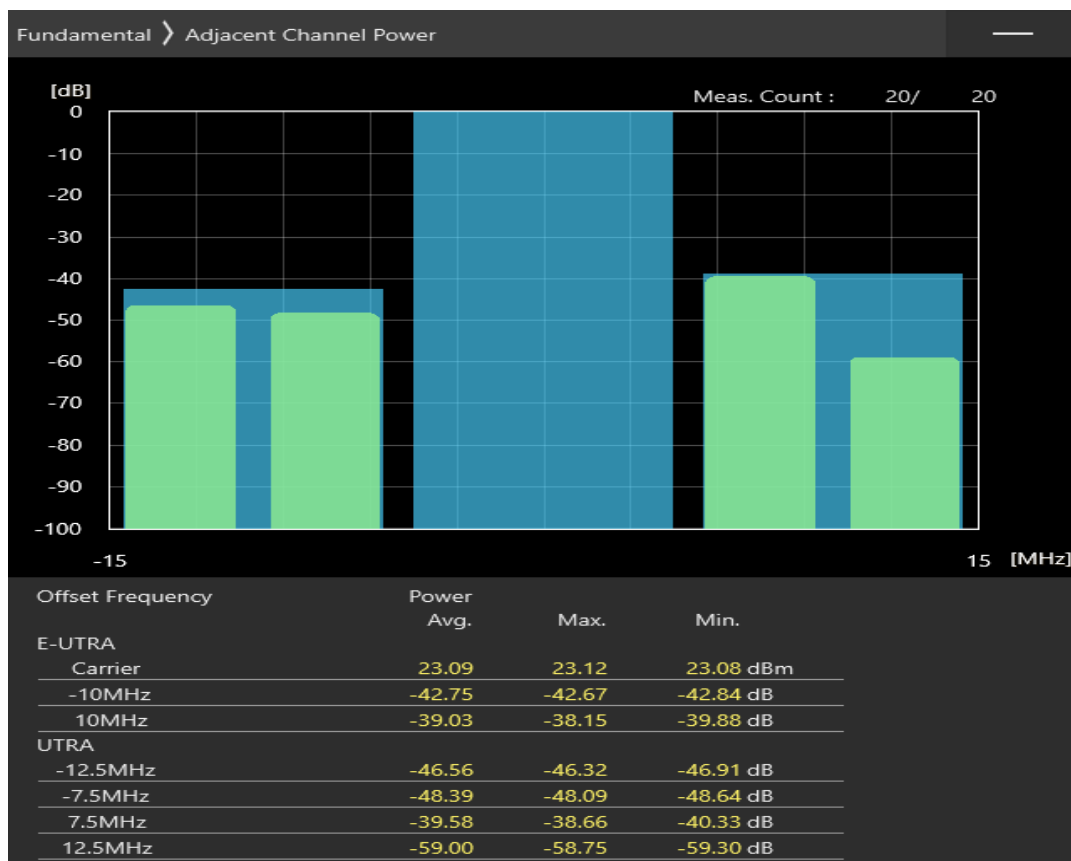 Fundamental ❭ Adjacent Channel Power
[dB]
Meas. Count : 20/ 20
0
-10
-20
-30
-40
-50
-60
-70
-80
-90
-100
-15 15 [MHz]
Offset Frequency Power
Avg. Max. Min.
E-UTRA
Carrier 23.09 23.12 23.08 dBm
-10MHz -42.75 -42.67 -42.84 dB
10MHz -39.03 -38.15 -39.88 dB
UTRA
-12.5MHz -46.56 -46.32 -46.91 dB
-7.5MHz -48.39 -48.09 -48.64 dB
7.5MHz -39.58 -38.66 -40.33 dB
12.5MHz -59.00 -58.75 -59.30 dB